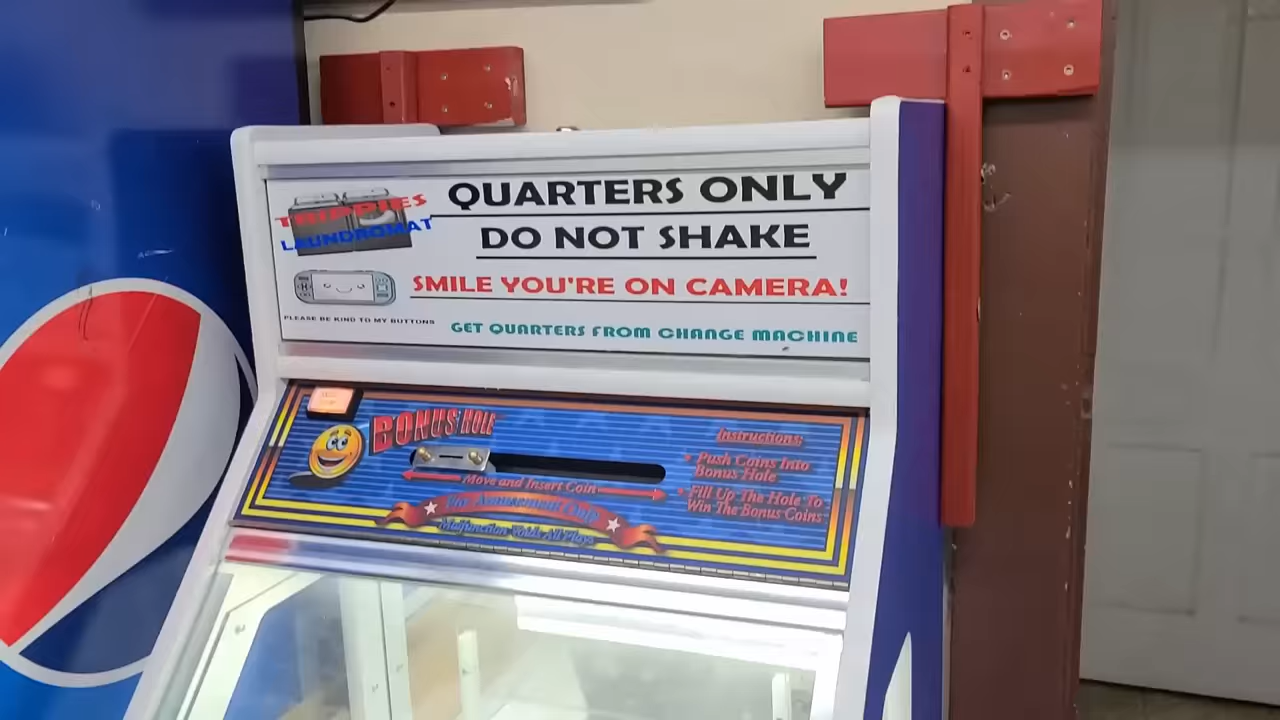 TRIPPIES
LAUNDROMAT
QUARTERS ONLY
DO NOT SHAKE
SMILE YOU'RE ON CAMERA!
PLEASE BE KIND TO MY BUTTONS
GET QUARTERS FROM CHANGE MACHINE
BONUS HOLE
Move and Insert Coin
For Amusement Only
Malfunction Voids All Plays
Instructions:
• Push Coins Into
Bonus Hole
• Fill Up The Hole To
Win The Bonus Coins